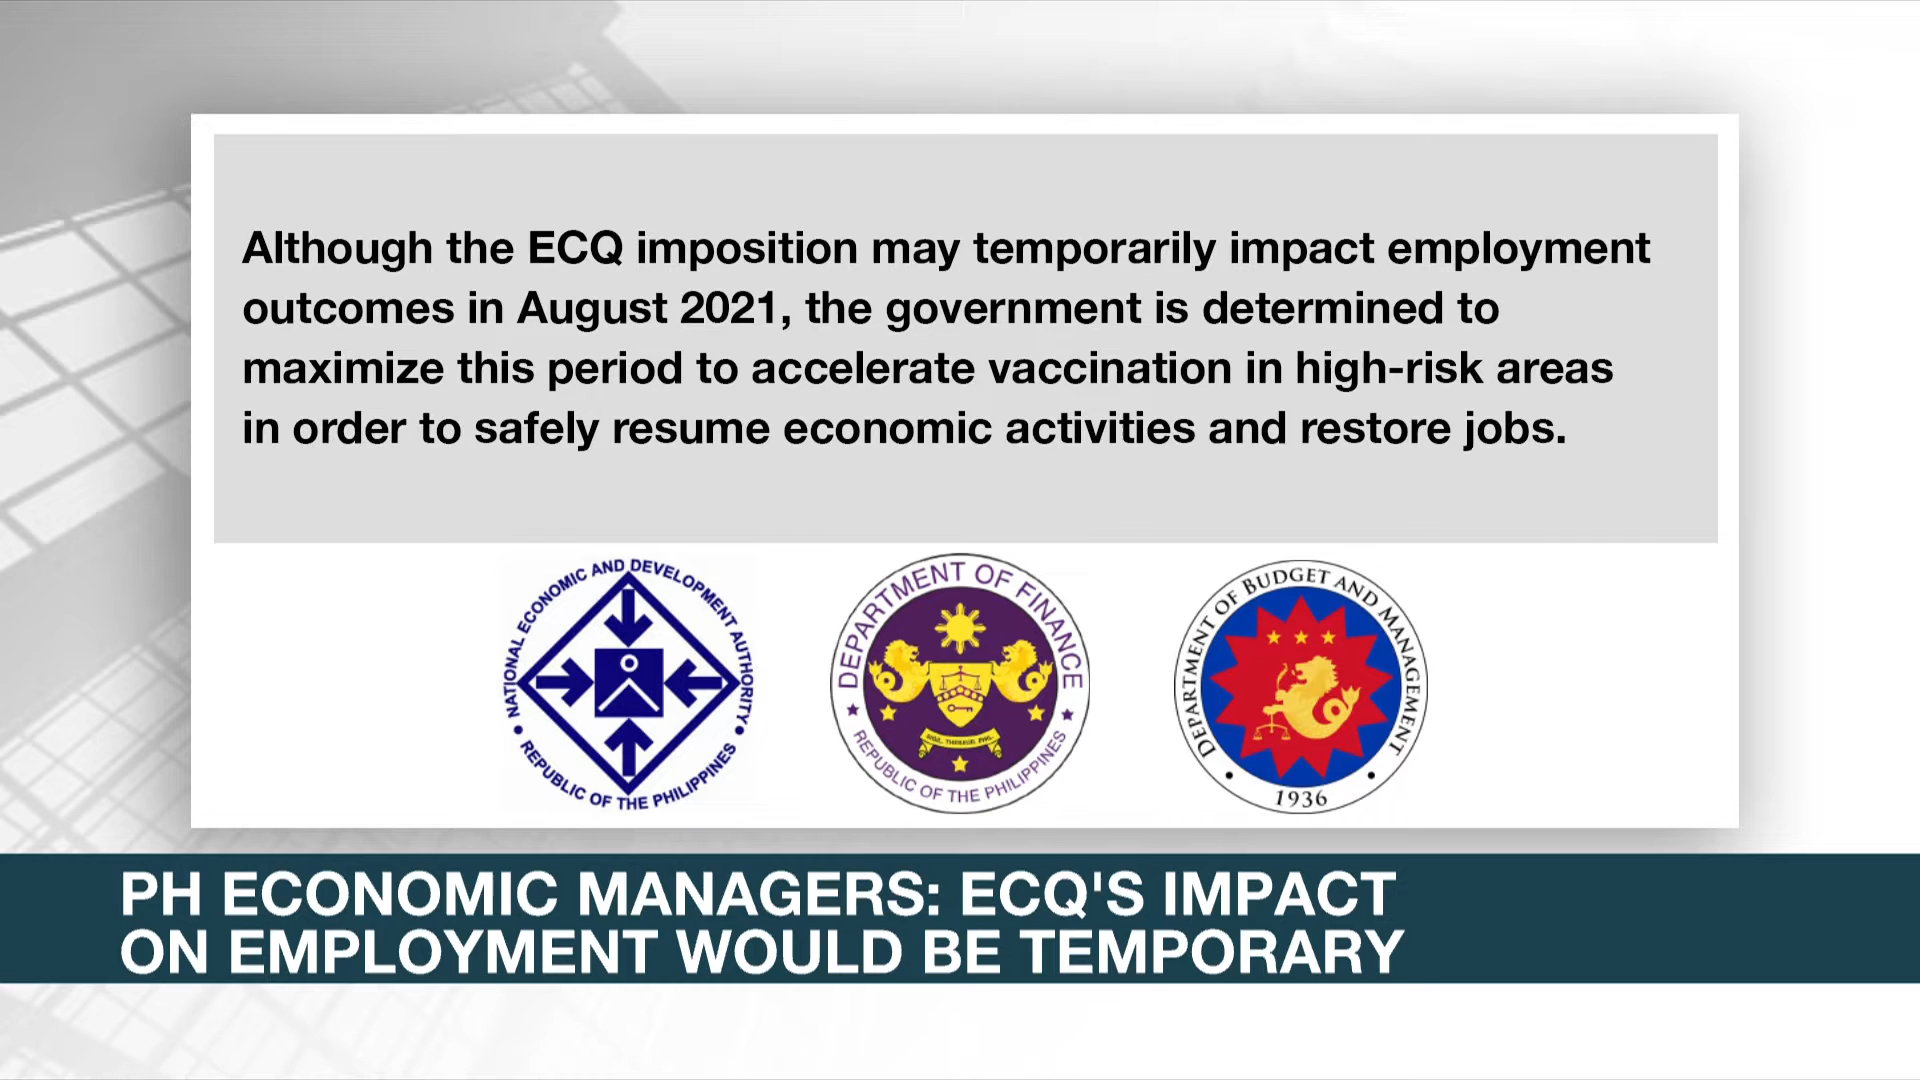 Although the ECQ imposition may temporarily impact employment
outcomes in August 2021, the government is determined to
maximize this period to accelerate vaccination in high-risk areas
in order to safely resume economic activities and restore jobs.
NATIONAL ECONOMIC AND DEVELOPMENT AUTHORITY
REPUBLIC OF THE PHILIPPINES
DEPARTMENT OF FINANCE
REPUBLIC OF THE PHILIPPINES
DEPARTMENT OF BUDGET AND MANAGEMENT
1936
PH ECONOMIC MANAGERS: ECQ'S IMPACT
ON EMPLOYMENT WOULD BE TEMPORARY